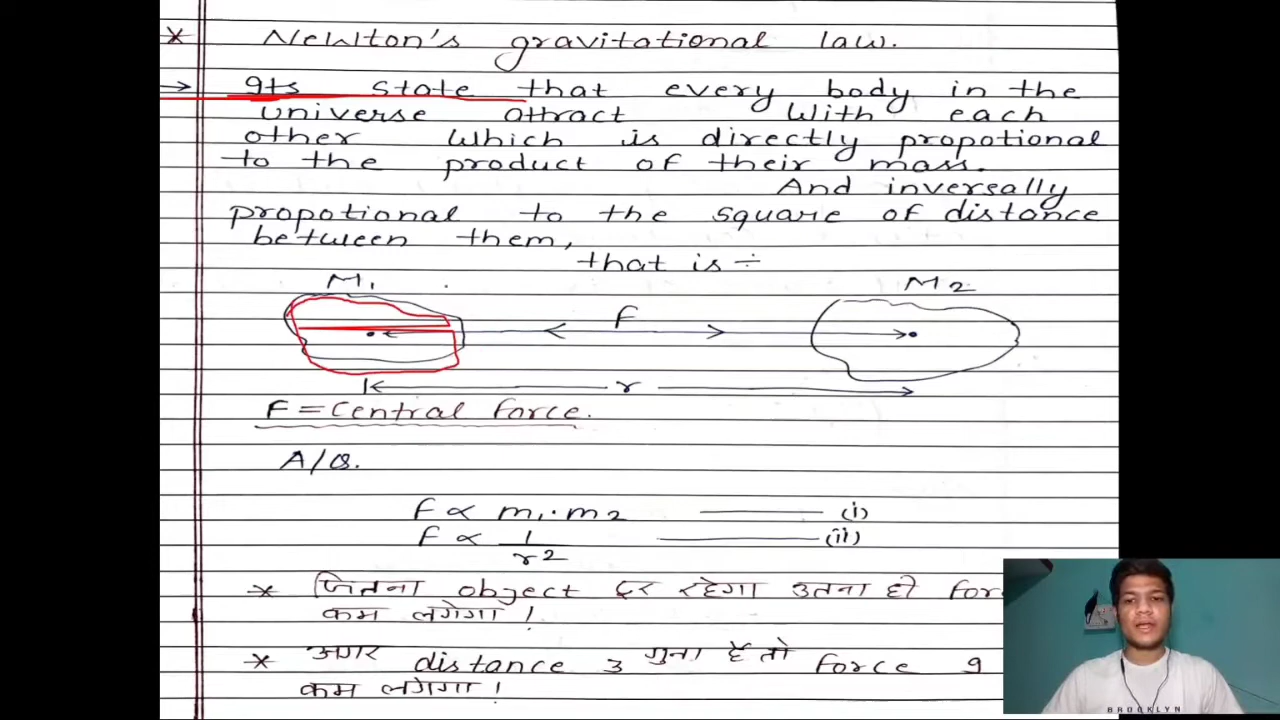 * Newton's gravitational law.
→ Its state that every body in the
universe attract With each
other Which is directly propotional
to the product of their mass.
And inversally
propotional to the square of distance
between them,
that is ÷
M₁ M₂
F
r
F = Central Force.
A/Q.
F ∝ m₁·m₂ (i)
F ∝ 1/r² (ii)
* जितना object दूर रहेगा उतना ही for
कम लगेगा !
* अगर distance 3 गुना है तो force 9
कम लगेगा !
BROOKLYN